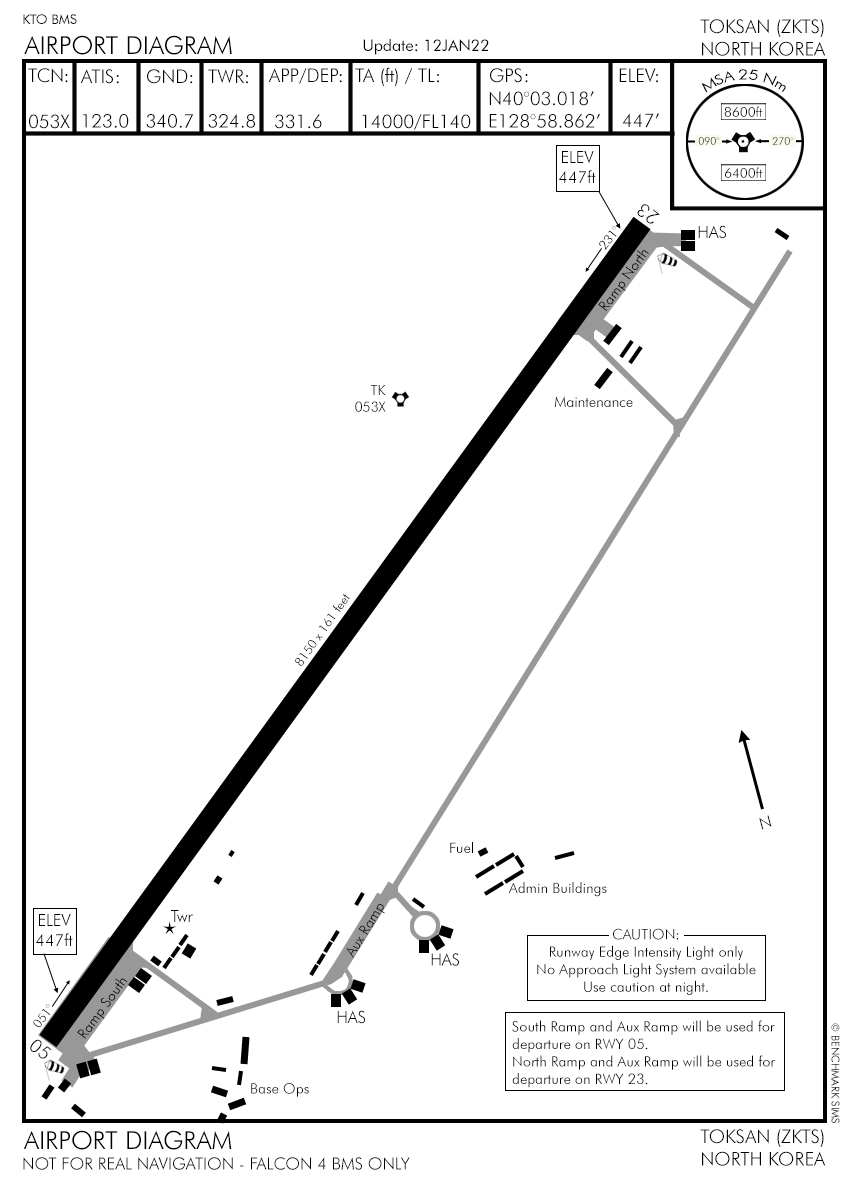 KTO BMS
AIRPORT DIAGRAM
Update: 12JAN22
TOKSAN (ZKTS)
NORTH KOREA
TCN: ATIS: GND: TWR: APP/DEP: TA (ft) / TL: GPS: ELEV:
N40°03.018’
053X 123.0 340.7 324.8 331.6 14000/FL140 E128°58.862’ 447’
MSA 25 Nm
8600ft
090° 270°
6400ft
ELEV
447ft
23
231°
HAS
Ramp North
TK
053X
Maintenance
8150 x 161 feet
N
Fuel
Admin Buildings
ELEV
447ft
Twr
Aux Ramp
HAS
051°
Ramp South
HAS
05
Base Ops
CAUTION:
Runway Edge Intensity Light only
No Approach Light System available
Use caution at night.
South Ramp and Aux Ramp will be used for
departure on RWY 05.
North Ramp and Aux Ramp will be used for
departure on RWY 23.
© BENCHMARK SIMS
AIRPORT DIAGRAM
NOT FOR REAL NAVIGATION - FALCON 4 BMS ONLY
TOKSAN (ZKTS)
NORTH KOREA